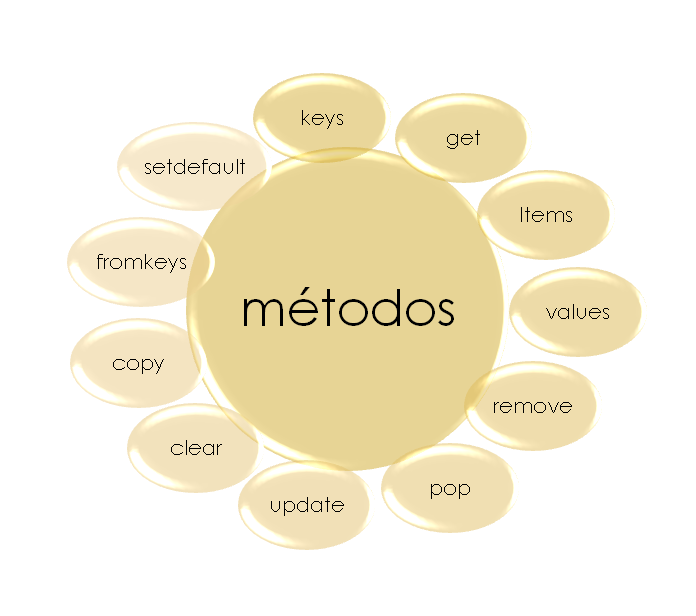 keys
get
Items
values
remove
pop
update
clear
copy
fromkeys
setdefault
métodos